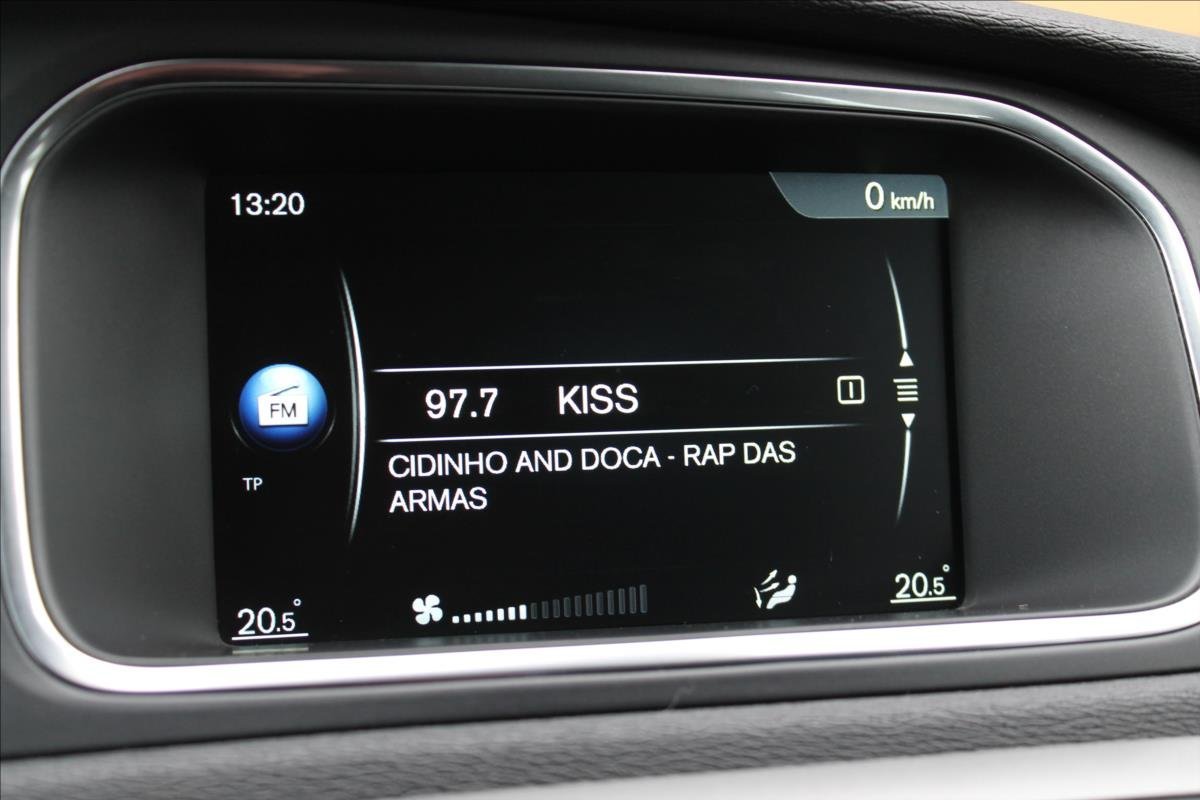 13:20
0 km/h
FM
97.7 KISS
TP
CIDINHO AND DOCA - RAP DAS
ARMAS
20.5°
20.5°